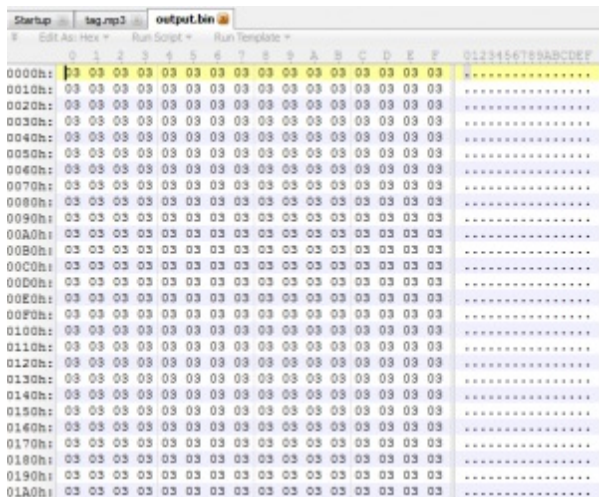 Startup tag.mp3 output.bin
Edit As: Hex Run Script Run Template
0 1 2 3 4 5 6 7 8 9 A B C D E F 0123456789ABCDEF
0000h: 03 03 03 03 03 03 03 03 03 03 03 03 03 03 03 03 ................
0010h: 03 03 03 03 03 03 03 03 03 03 03 03 03 03 03 03 ................
0020h: 03 03 03 03 03 03 03 03 03 03 03 03 03 03 03 03 ................
0030h: 03 03 03 03 03 03 03 03 03 03 03 03 03 03 03 03 ................
0040h: 03 03 03 03 03 03 03 03 03 03 03 03 03 03 03 03 ................
0050h: 03 03 03 03 03 03 03 03 03 03 03 03 03 03 03 03 ................
0060h: 03 03 03 03 03 03 03 03 03 03 03 03 03 03 03 03 ................
0070h: 03 03 03 03 03 03 03 03 03 03 03 03 03 03 03 03 ................
0080h: 03 03 03 03 03 03 03 03 03 03 03 03 03 03 03 03 ................
0090h: 03 03 03 03 03 03 03 03 03 03 03 03 03 03 03 03 ................
00A0h: 03 03 03 03 03 03 03 03 03 03 03 03 03 03 03 03 ................
00B0h: 03 03 03 03 03 03 03 03 03 03 03 03 03 03 03 03 ................
00C0h: 03 03 03 03 03 03 03 03 03 03 03 03 03 03 03 03 ................
00D0h: 03 03 03 03 03 03 03 03 03 03 03 03 03 03 03 03 ................
00E0h: 03 03 03 03 03 03 03 03 03 03 03 03 03 03 03 03 ................
00F0h: 03 03 03 03 03 03 03 03 03 03 03 03 03 03 03 03 ................
0100h: 03 03 03 03 03 03 03 03 03 03 03 03 03 03 03 03 ................
0110h: 03 03 03 03 03 03 03 03 03 03 03 03 03 03 03 03 ................
0120h: 03 03 03 03 03 03 03 03 03 03 03 03 03 03 03 03 ................
0130h: 03 03 03 03 03 03 03 03 03 03 03 03 03 03 03 03 ................
0140h: 03 03 03 03 03 03 03 03 03 03 03 03 03 03 03 03 ................
0150h: 03 03 03 03 03 03 03 03 03 03 03 03 03 03 03 03 ................
0160h: 03 03 03 03 03 03 03 03 03 03 03 03 03 03 03 03 ................
0170h: 03 03 03 03 03 03 03 03 03 03 03 03 03 03 03 03 ................
0180h: 03 03 03 03 03 03 03 03 03 03 03 03 03 03 03 03 ................
0190h: 03 03 03 03 03 03 03 03 03 03 03 03 03 03 03 03 ................
01A0h: 03 03 03 03 03 03 03 03 03 03 03 03 03 03 03 03 ................